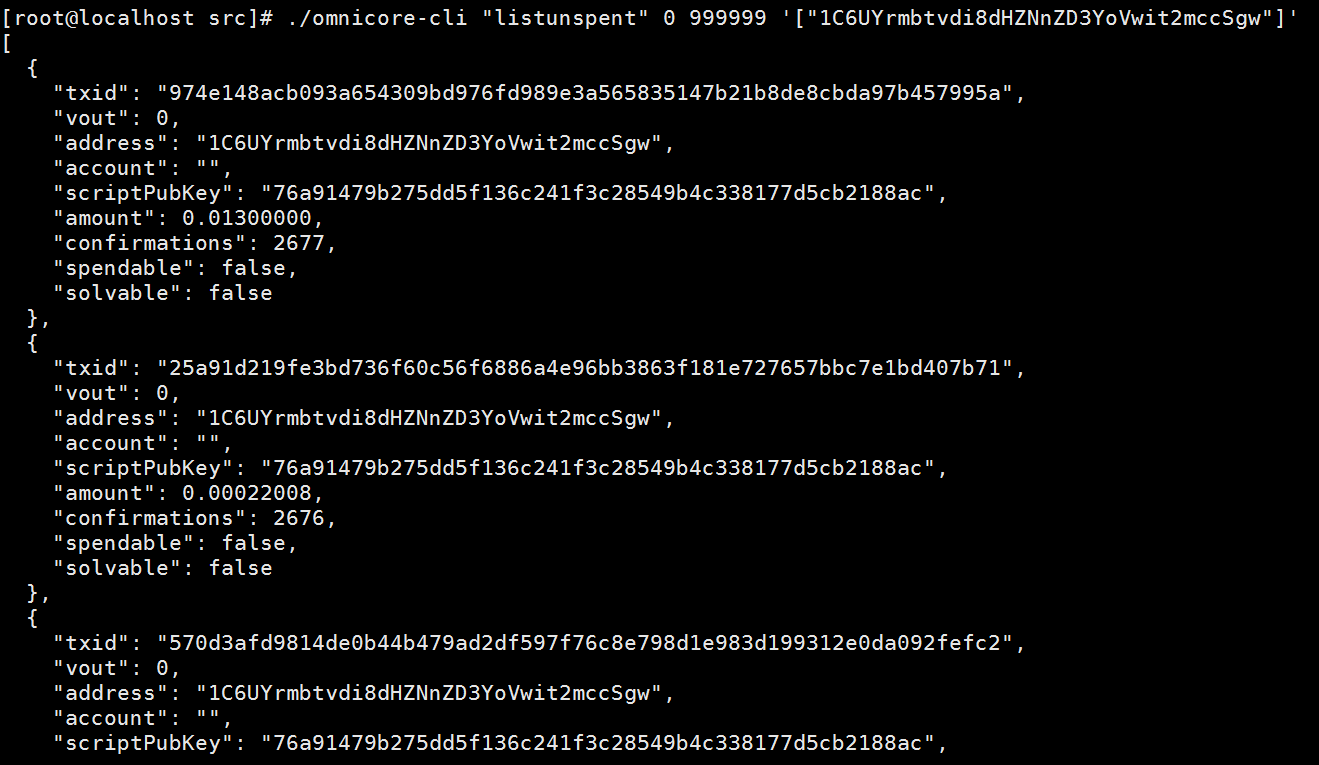 [root@localhost src]# ./omnicore-cli "listunspent" 0 999999 '["1C6UYrmbtvdi8dHZNnZD3YoVwit2mccSgw"]'
[
  {
    "txid": "974e148acb093a654309bd976fd989e3a565835147b21b8de8cbda97b457995a",
    "vout": 0,
    "address": "1C6UYrmbtvdi8dHZNnZD3YoVwit2mccSgw",
    "account": "",
    "scriptPubKey": "76a91479b275dd5f136c241f3c28549b4c338177d5cb2188ac",
    "amount": 0.01300000,
    "confirmations": 2677,
    "spendable": false,
    "solvable": false
  },
  {
    "txid": "25a91d219fe3bd736f60c56f6886a4e96bb3863f181e727657bbc7e1bd407b71",
    "vout": 0,
    "address": "1C6UYrmbtvdi8dHZNnZD3YoVwit2mccSgw",
    "account": "",
    "scriptPubKey": "76a91479b275dd5f136c241f3c28549b4c338177d5cb2188ac",
    "amount": 0.00022008,
    "confirmations": 2676,
    "spendable": false,
    "solvable": false
  },
  {
    "txid": "570d3afd9814de0b44b479ad2df597f76c8e798d1e983d199312e0da092fefc2",
    "vout": 0,
    "address": "1C6UYrmbtvdi8dHZNnZD3YoVwit2mccSgw",
    "account": "",
    "scriptPubKey": "76a91479b275dd5f136c241f3c28549b4c338177d5cb2188ac",